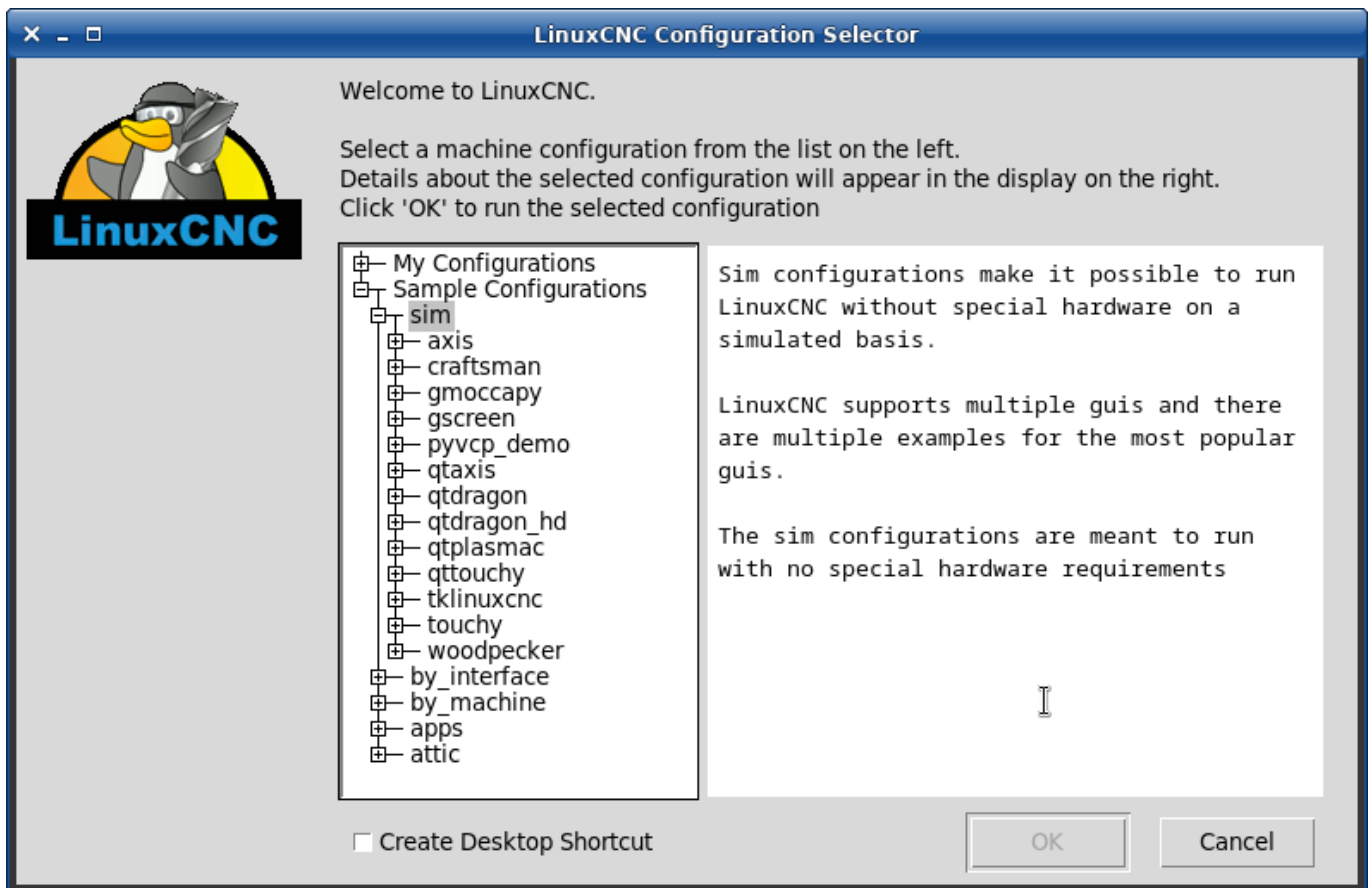 LinuxCNC Configuration Selector
LinuxCNC
Welcome to LinuxCNC.
Select a machine configuration from the list on the left.
Details about the selected configuration will appear in the display on the right.
Click 'OK' to run the selected configuration
My Configurations
Sample Configurations
sim
axis
craftsman
gmoccapy
gscreen
pyvcp_demo
qtaxis
qtdragon
qtdragon_hd
qtplasmac
qttouchy
tklinuxcnc
touchy
woodpecker
by_interface
by_machine
apps
attic
Sim configurations make it possible to run
LinuxCNC without special hardware on a
simulated basis.
LinuxCNC supports multiple guis and there
are multiple examples for the most popular
guis.
The sim configurations are meant to run
with no special hardware requirements
Create Desktop Shortcut
OK
Cancel